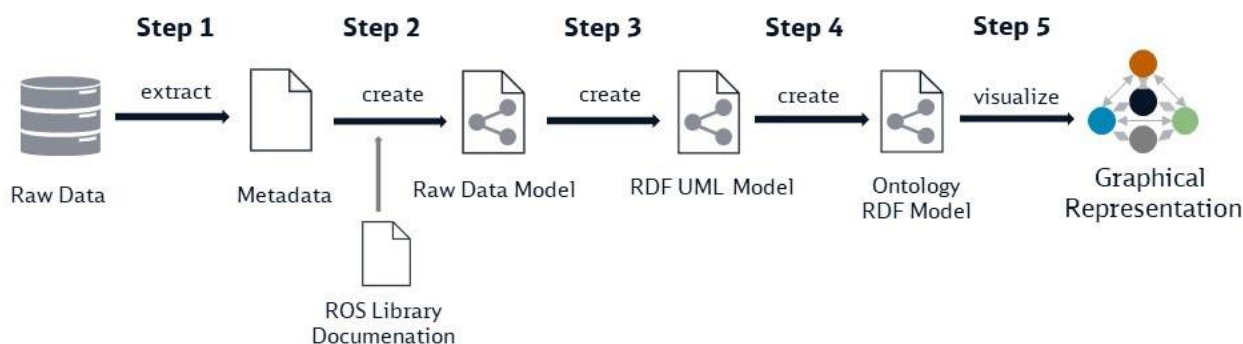 Step 1
Step 2
Step 3
Step 4
Step 5
extract
create
create
create
visualize
Raw Data
Metadata
Raw Data Model
RDF UML Model
Ontology
RDF Model
Graphical
Representation
ROS Library
Documenation